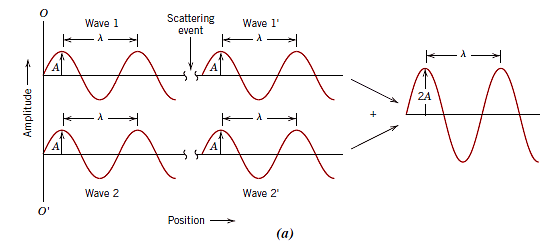 O
Wave 1
Scattering
event
Wave 1'
λ
λ
λ
A
A
2A
Amplitude
+
λ
λ
A
A
Wave 2
Wave 2'
O'
Position
(a)